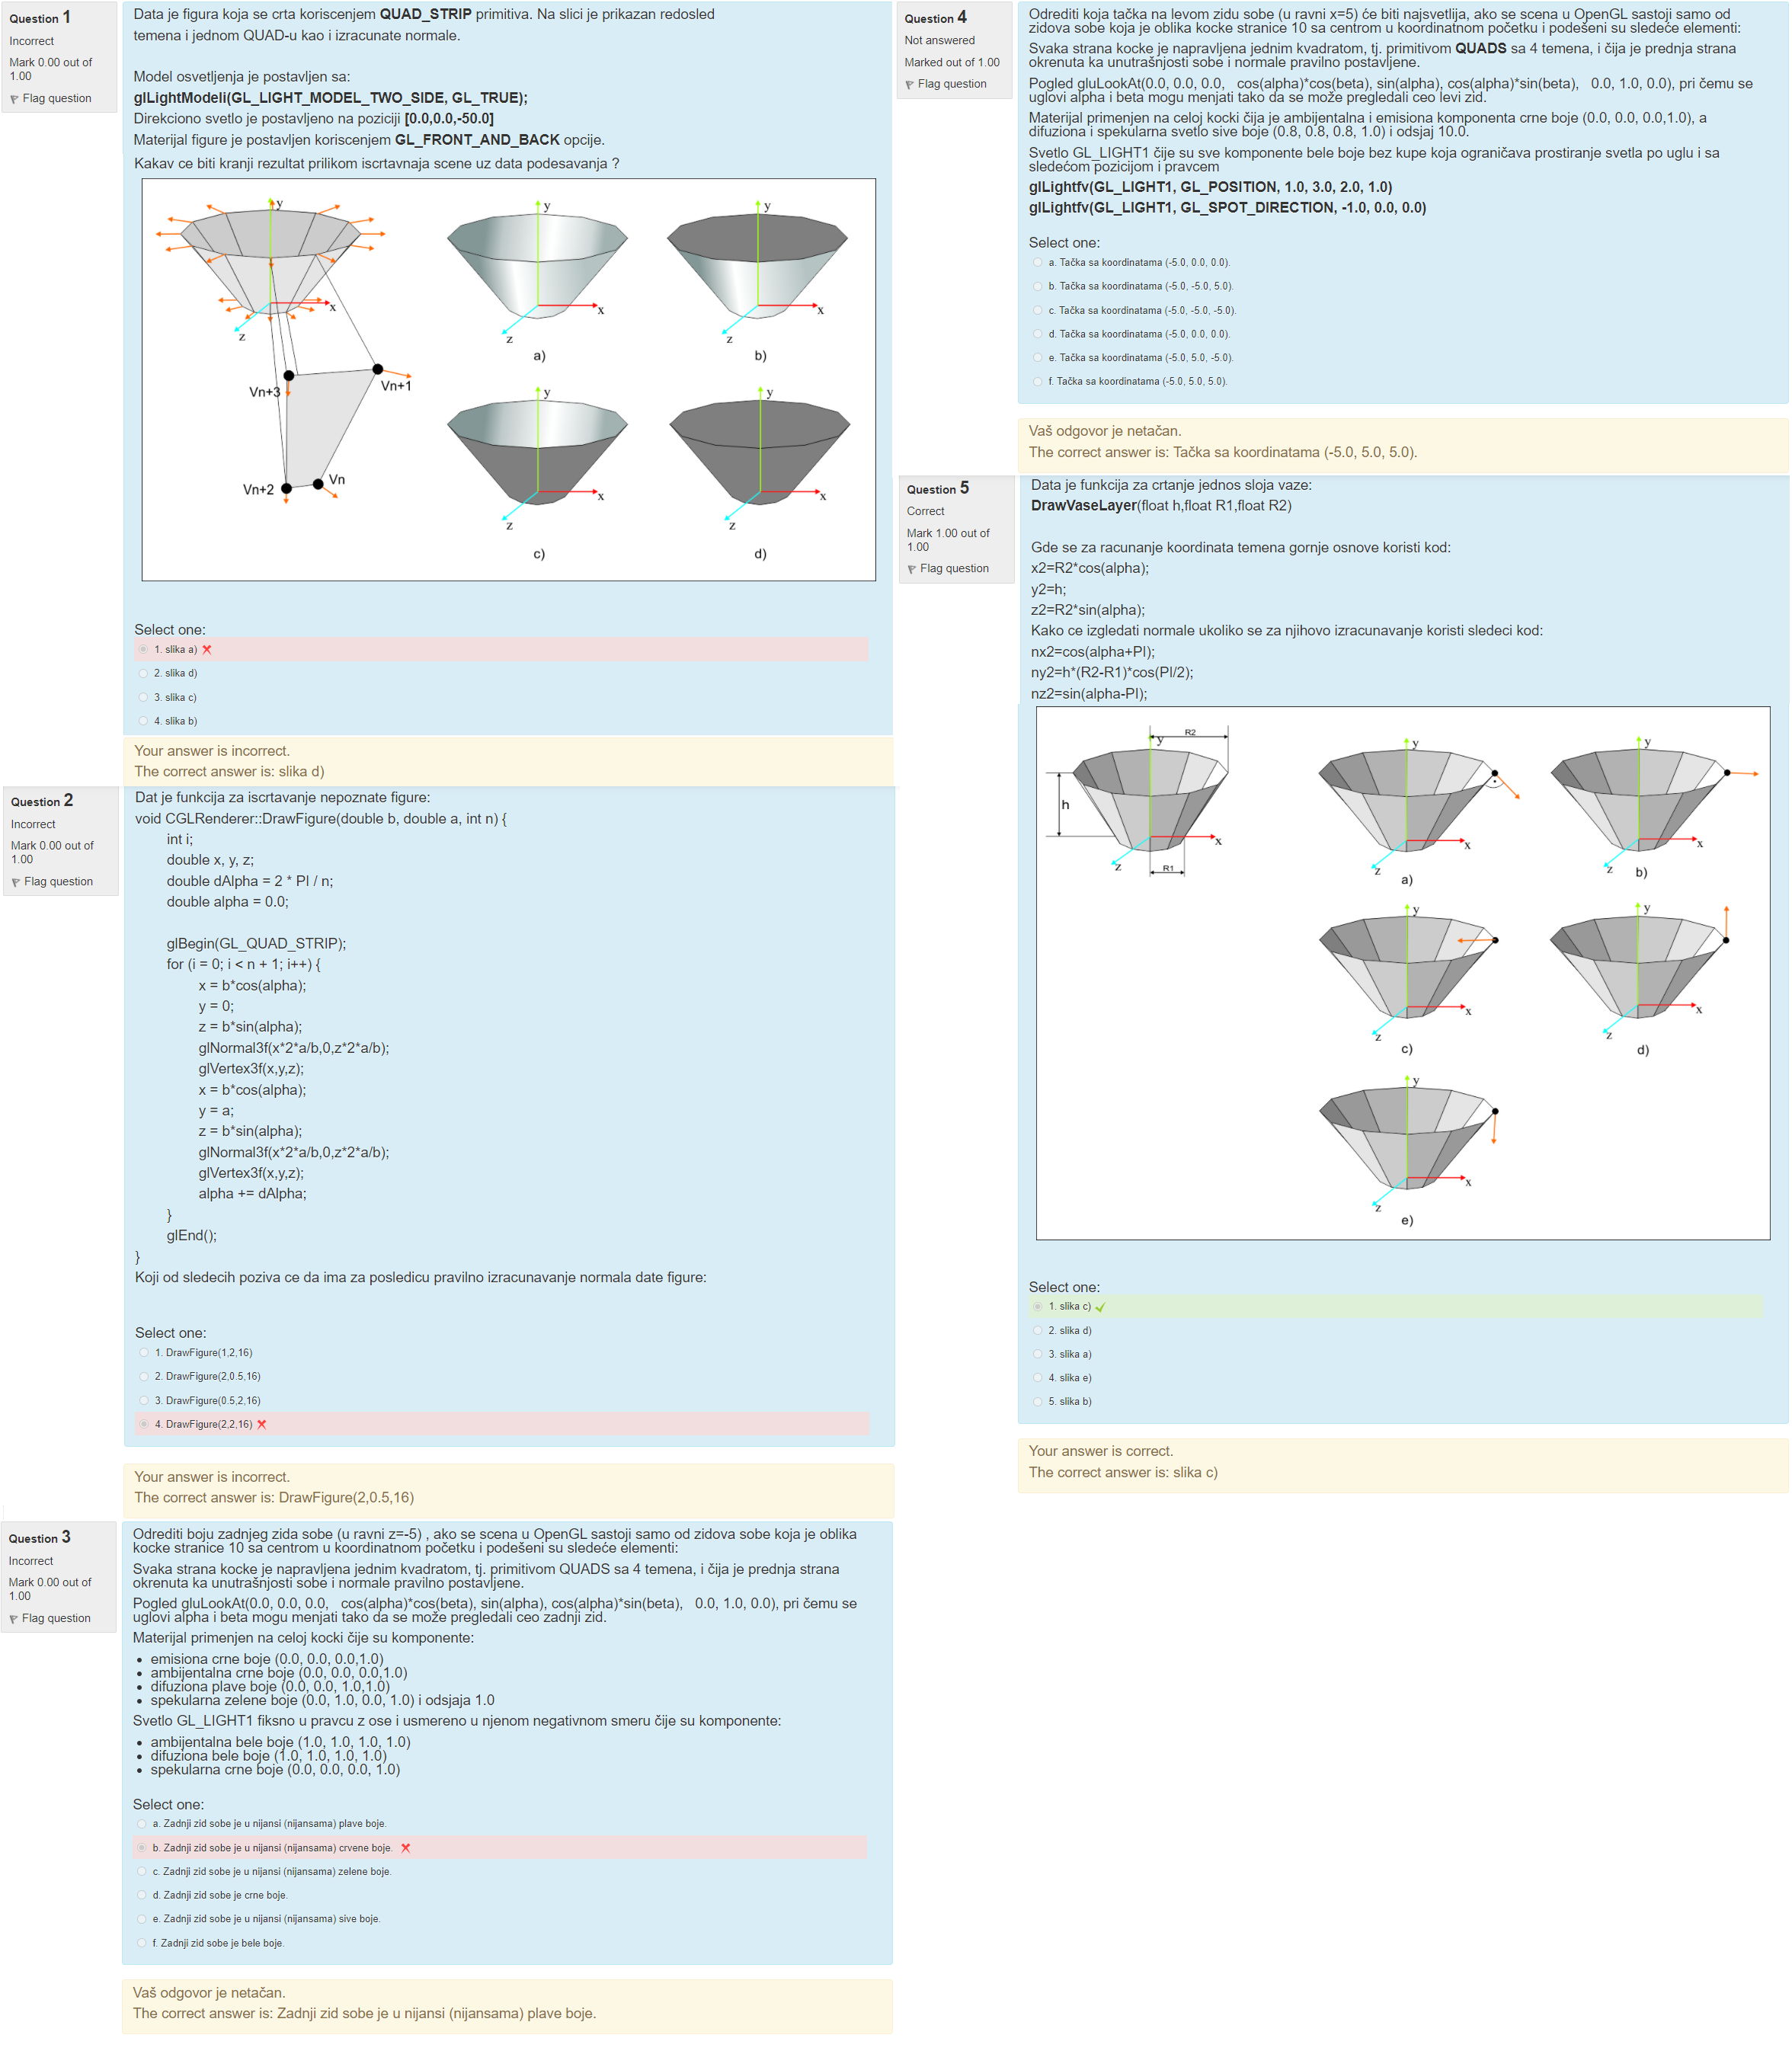 Question 1
Incorrect
Mark 0.00 out of
1.00
Flag question
Data je figura koja se crta koriscenjem QUAD_STRIP primitiva. Na slici je prikazan redosled
temena i jednom QUAD-u kao i izracunate normale.
Model osvetljenja je postavljen sa:
glLightModeli(GL_LIGHT_MODEL_TWO_SIDE, GL_TRUE);
Direkciono svetlo je postavljeno na poziciji [0.0,0.0,-50.0]
Materijal figure je postavljen koriscenjem GL_FRONT_AND_BACK opcije.
Kakav ce biti kranji rezultat prilikom iscrtavnaja scene uz data podesavanja ?
y
x
z
Vn+3
Vn+1
Vn+2
Vn
y
x
z
a)
y
x
z
b)
y
x
z
c)
y
x
z
d)
Select one:
1. slika a)
2. slika d)
3. slika c)
4. slika b)
Your answer is incorrect.
The correct answer is: slika d)
Question 2
Incorrect
Mark 0.00 out of
1.00
Flag question
Dat je funkcija za iscrtavanje nepoznate figure:
void CGLRenderer::DrawFigure(double b, double a, int n) {
int i;
double x, y, z;
double dAlpha = 2 * PI / n;
double alpha = 0.0;
glBegin(GL_QUAD_STRIP);
for (i = 0; i < n + 1; i++) {
x = b*cos(alpha);
y = 0;
z = b*sin(alpha);
glNormal3f(x*2*a/b,0,z*2*a/b);
glVertex3f(x,y,z);
x = b*cos(alpha);
y = a;
z = b*sin(alpha);
glNormal3f(x*2*a/b,0,z*2*a/b);
glVertex3f(x,y,z);
alpha += dAlpha;
}
glEnd();
}
Koji od sledecih poziva ce da ima za posledicu pravilno izracunavanje normala date figure:
Select one:
1. DrawFigure(1,2,16)
2. DrawFigure(2,0.5,16)
3. DrawFigure(0.5,2,16)
4. DrawFigure(2,2,16)
Your answer is incorrect.
The correct answer is: DrawFigure(2,0.5,16)
Question 3
Incorrect
Mark 0.00 out of
1.00
Flag question
Odrediti boju zadnjeg zida sobe (u ravni z=-5) , ako se scena u OpenGL sastoji samo od zidova sobe koja je oblika
kocke stranice 10 sa centrom u koordinatnom početku i podešeni su sledeće elementi:
Svaka strana kocke je napravljena jednim kvadratom, tj. primitivom QUADS sa 4 temena, i čija je prednja strana
okrenuta ka unutrašnjosti sobe i normale pravilno postavljene.
Pogled gluLookAt(0.0, 0.0, 0.0, cos(alpha)*cos(beta), sin(alpha), cos(alpha)*sin(beta), 0.0, 1.0, 0.0), pri čemu se
uglovi alpha i beta mogu menjati tako da se može pregledali ceo zadnji zid.
Materijal primenjen na celoj kocki čije su komponente:
• emisiona crne boje (0.0, 0.0, 0.0,1.0)
• ambijentalna crne boje (0.0, 0.0, 0.0,1.0)
• difuziona plave boje (0.0, 0.0, 1.0,1.0)
• spekularna zelene boje (0.0, 1.0, 0.0, 1.0) i odsjaja 1.0
Svetlo GL_LIGHT1 fiksno u pravcu z ose i usmereno u njenom negativnom smeru čije su komponente:
• ambijentalna bele boje (1.0, 1.0, 1.0, 1.0)
• difuziona bele boje (1.0, 1.0, 1.0, 1.0)
• spekularna crne boje (0.0, 0.0, 0.0, 1.0)
Select one:
a. Zadnji zid sobe je u nijansi (nijansama) plave boje.
b. Zadnji zid sobe je u nijansi (nijansama) crvene boje.
c. Zadnji zid sobe je u nijansi (nijansama) zelene boje.
d. Zadnji zid sobe je crne boje.
e. Zadnji zid sobe je u nijansi (nijansama) sive boje.
f. Zadnji zid sobe je bele boje.
Vaš odgovor je netačan.
The correct answer is: Zadnji zid sobe je u nijansi (nijansama) plave boje.
Question 4
Not answered
Marked out of 1.00
Flag question
Odrediti koja tačka na levom zidu sobe (u ravni x=5) će biti najsvetlija, ako se scena u OpenGL sastoji samo od
zidova sobe koja je oblika kocke stranice 10 sa centrom u koordinatnom početku i podešeni su sledeće elementi:
Svaka strana kocke je napravljena jednim kvadratom, tj. primitivom QUADS sa 4 temena, i čija je prednja strana
okrenuta ka unutrašnjosti sobe i normale pravilno postavljene.
Pogled gluLookAt(0.0, 0.0, 0.0, cos(alpha)*cos(beta), sin(alpha), cos(alpha)*sin(beta), 0.0, 1.0, 0.0), pri čemu se
uglovi alpha i beta mogu menjati tako da se može pregledali ceo levi zid.
Materijal primenjen na celoj kocki čija je ambijentalna i emisiona komponenta crne boje (0.0, 0.0, 0.0,1.0), a
difuziona i spekularna svetlo sive boje (0.8, 0.8, 0.8, 1.0) i odsjaj 10.0.
Svetlo GL_LIGHT1 čije su sve komponente bele boje bez kupe koja ograničava prostiranje svetla po uglu i sa
sledećom pozicijom i pravcem
glLightfv(GL_LIGHT1, GL_POSITION, 1.0, 3.0, 2.0, 1.0)
glLightfv(GL_LIGHT1, GL_SPOT_DIRECTION, -1.0, 0.0, 0.0)
Select one:
a. Tačka sa koordinatama (-5.0, 0.0, 0.0).
b. Tačka sa koordinatama (-5.0, -5.0, 5.0).
c. Tačka sa koordinatama (-5.0, -5.0, -5.0).
d. Tačka sa koordinatama (-5.0, 0.0, 0.0).
e. Tačka sa koordinatama (-5.0, 5.0, -5.0).
f. Tačka sa koordinatama (-5.0, 5.0, 5.0).
Vaš odgovor je netačan.
The correct answer is: Tačka sa koordinatama (-5.0, 5.0, 5.0).
Question 5
Correct
Mark 1.00 out of
1.00
Flag question
Data je funkcija za crtanje jednos sloja vaze:
DrawVaseLayer(float h,float R1,float R2)
Gde se za racunanje koordinata temena gornje osnove koristi kod:
x2=R2*cos(alpha);
y2=h;
z2=R2*sin(alpha);
Kako ce izgledati normale ukoliko se za njihovo izracunavanje koristi sledeci kod:
nx2=cos(alpha+PI);
ny2=h*(R2-R1)*cos(PI/2);
nz2=sin(alpha-PI);
R2
y
h
x
z
R1
y
x
z
a)
y
x
z
b)
y
x
z
c)
y
x
z
d)
y
x
z
e)
Select one:
1. slika c)
2. slika d)
3. slika a)
4. slika e)
5. slika b)
Your answer is correct.
The correct answer is: slika c)